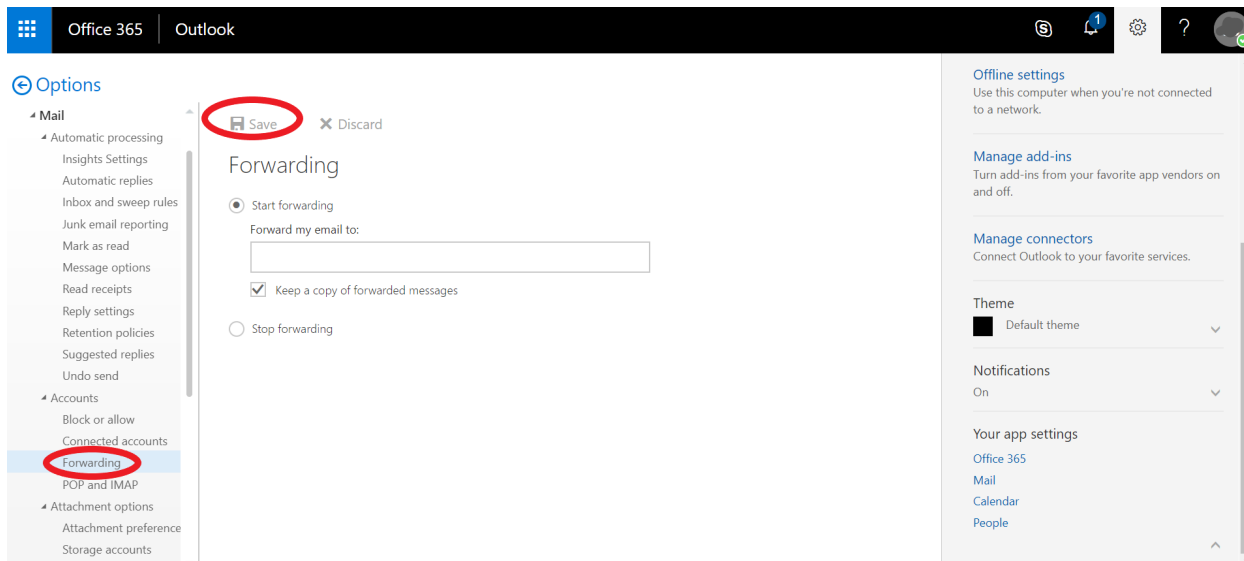 Office 365
Outlook
1
?
Options
Mail
Automatic processing
Insights Settings
Automatic replies
Inbox and sweep rules
Junk email reporting
Mark as read
Message options
Read receipts
Reply settings
Retention policies
Suggested replies
Undo send
Accounts
Block or allow
Connected accounts
Forwarding
POP and IMAP
Attachment options
Attachment preference
Storage accounts
Save
Discard
Forwarding
Start forwarding
Forward my email to:
Keep a copy of forwarded messages
Stop forwarding
Offline settings
Use this computer when you're not connected
to a network.
Manage add-ins
Turn add-ins from your favorite app vendors on
and off.
Manage connectors
Connect Outlook to your favorite services.
Theme
Default theme
Notifications
On
Your app settings
Office 365
Mail
Calendar
People